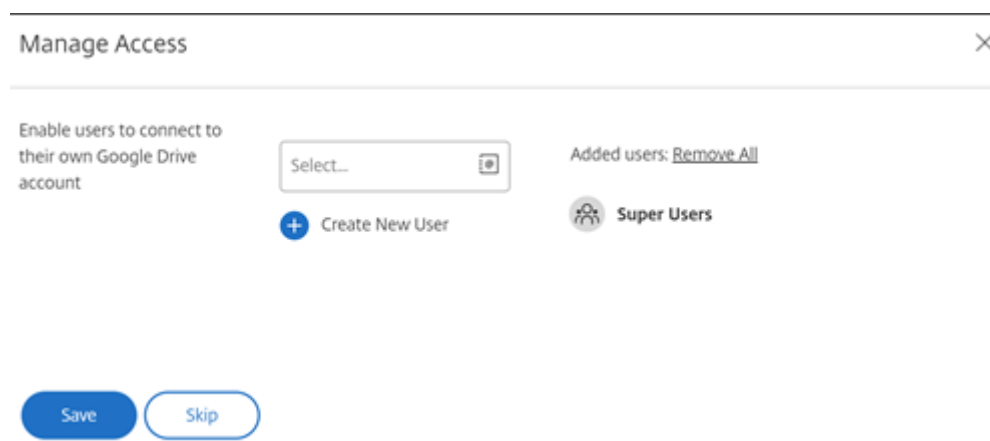 Manage Access
Enable users to connect to
their own Google Drive
account
Select...
Create New User
Added users: Remove All
Super Users
Save
Skip